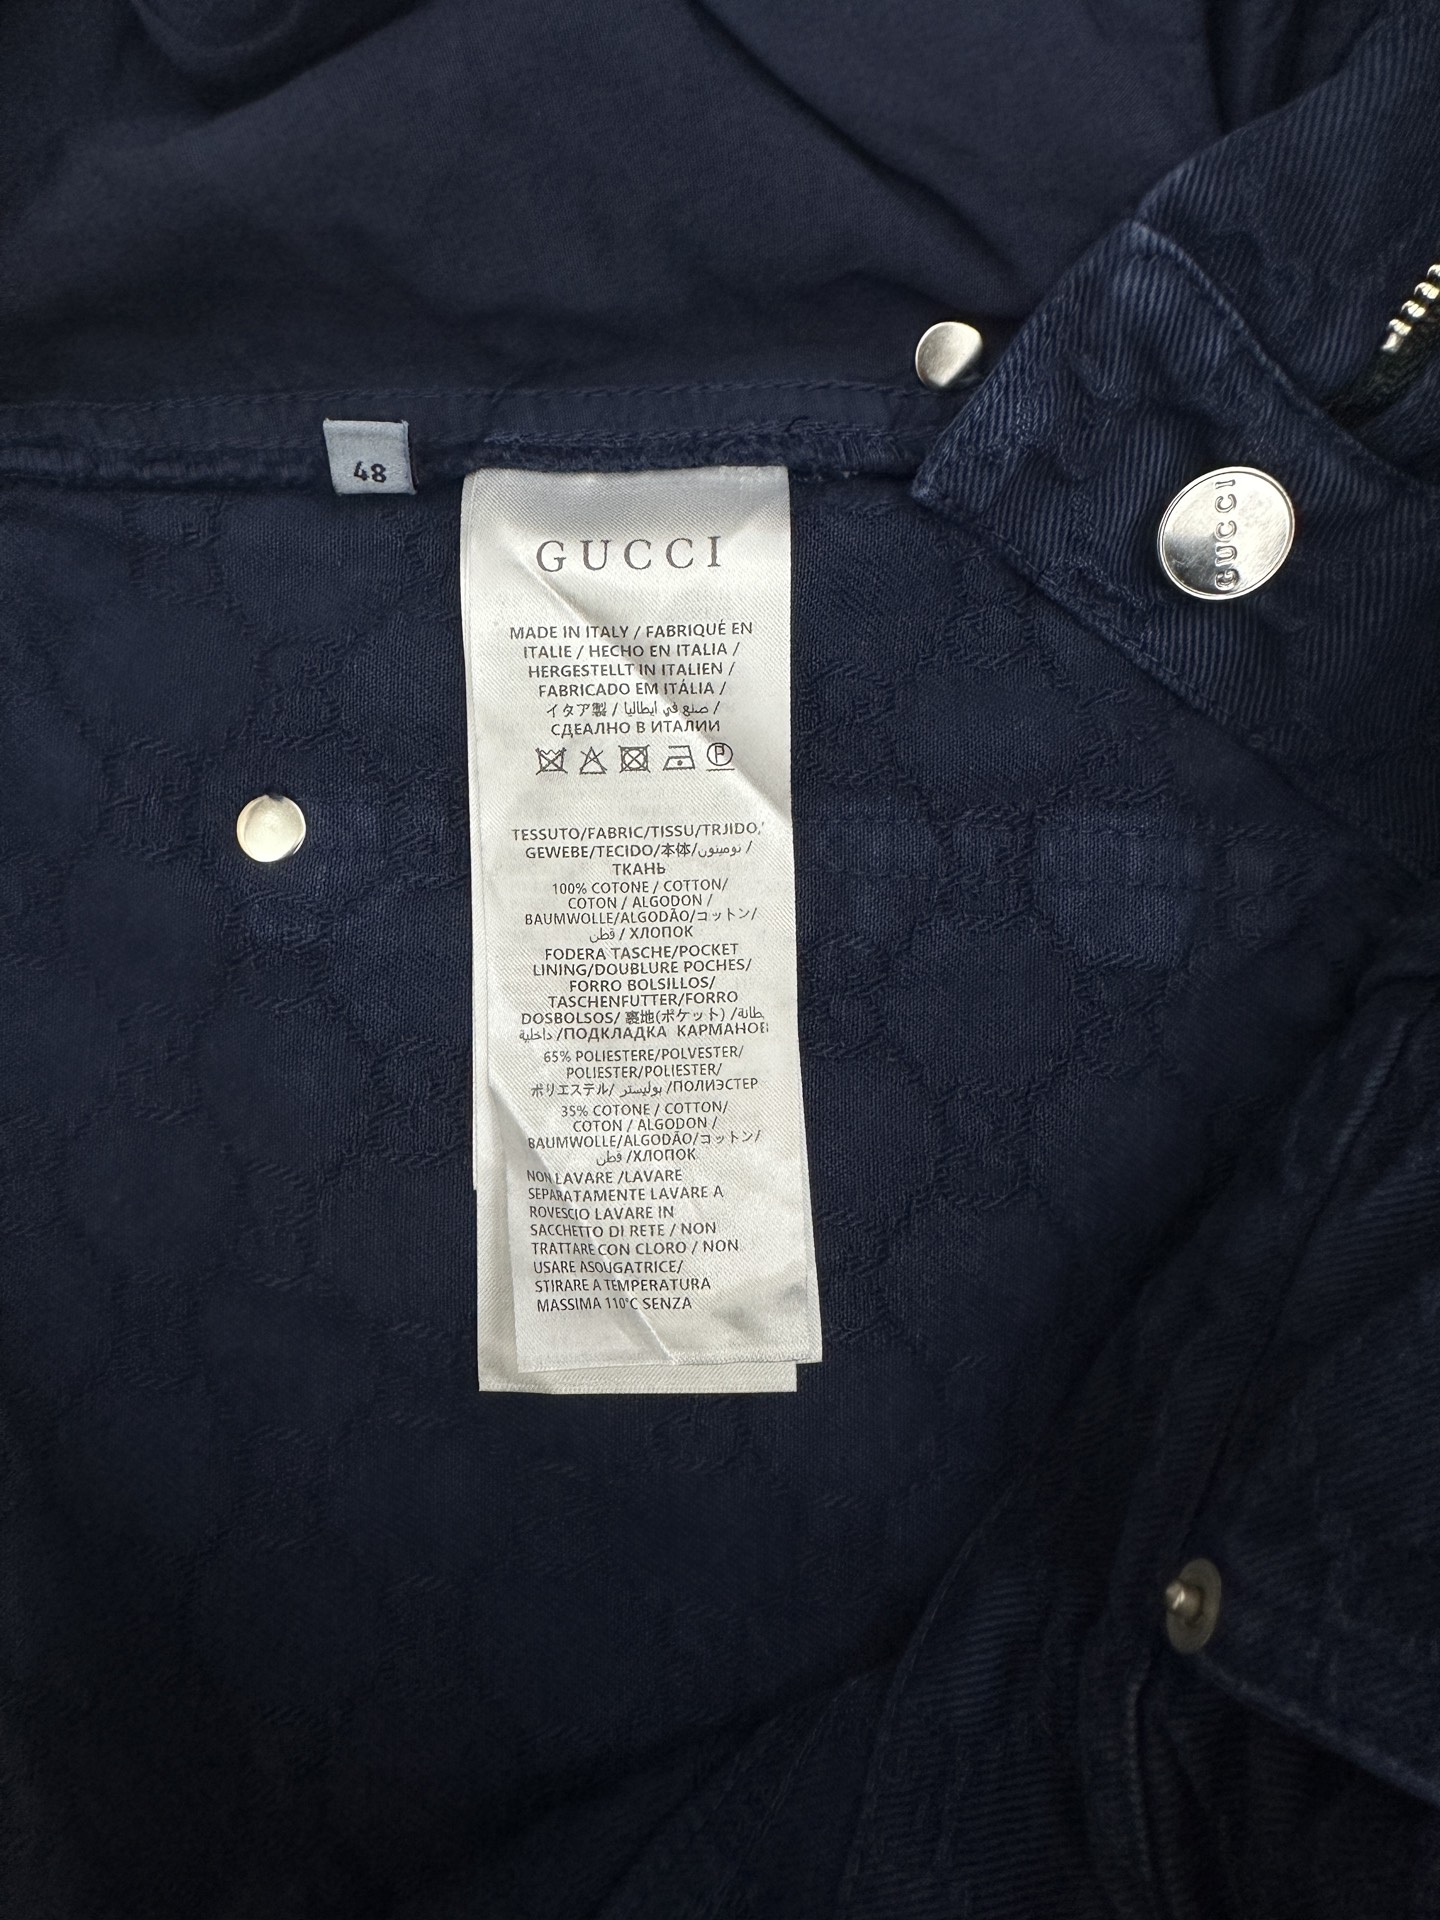 48
GUCCI
GUCCI
MADE IN ITALY / FABRIQUÉ EN
ITALIE / HECHO EN ITALIA /
HERGESTELLT IN ITALIEN /
FABRICADO EM ITÁLIA /
イタア製 / صنع في ايطاليا /
СДЕАЛНО В ИТАЛИИ
P
TESSUTO/FABRIC/TISSU/TRJIDO,'
GEWEBE/TECIDO/本体/ /
ТКАНЬ
100% COTONE / COTTON/
COTON / ALGODON /
BAUMWOLLE/ALGODÃO/コットン/
قطن / ХЛОПОК
FODERA TASCHE/POCKET
LINING/DOUBLURE POCHES/
FORRO BOLSILLOS/
TASCHENFUTTER/FORRO
DOSBOLSOS/ 裏地(ポケット) /بطانة
داخلية /ПОДКЛАДКА КАРМАНОВ
65% POLIESTERE/POLVESTER/
POLIESTER/POLIESTER/
ポリエステル/ بوليستر /ПОЛИЭСТЕР
35% COTONE / COTTON/
COTON / ALGODON /
BAUMWOLLE/ALGODÃO/コットン/
قطن /ХЛОПОК
NON LAVARE /LAVARE
SEPARATAMENTE LAVARE A
ROVESCIO LAVARE IN
SACCHETTO DI RETE / NON
TRATTARE CON CLORO / NON
USARE ASOUGATRICE/
STIRARE A TEMPERATURA
MASSIMA 110°C SENZA